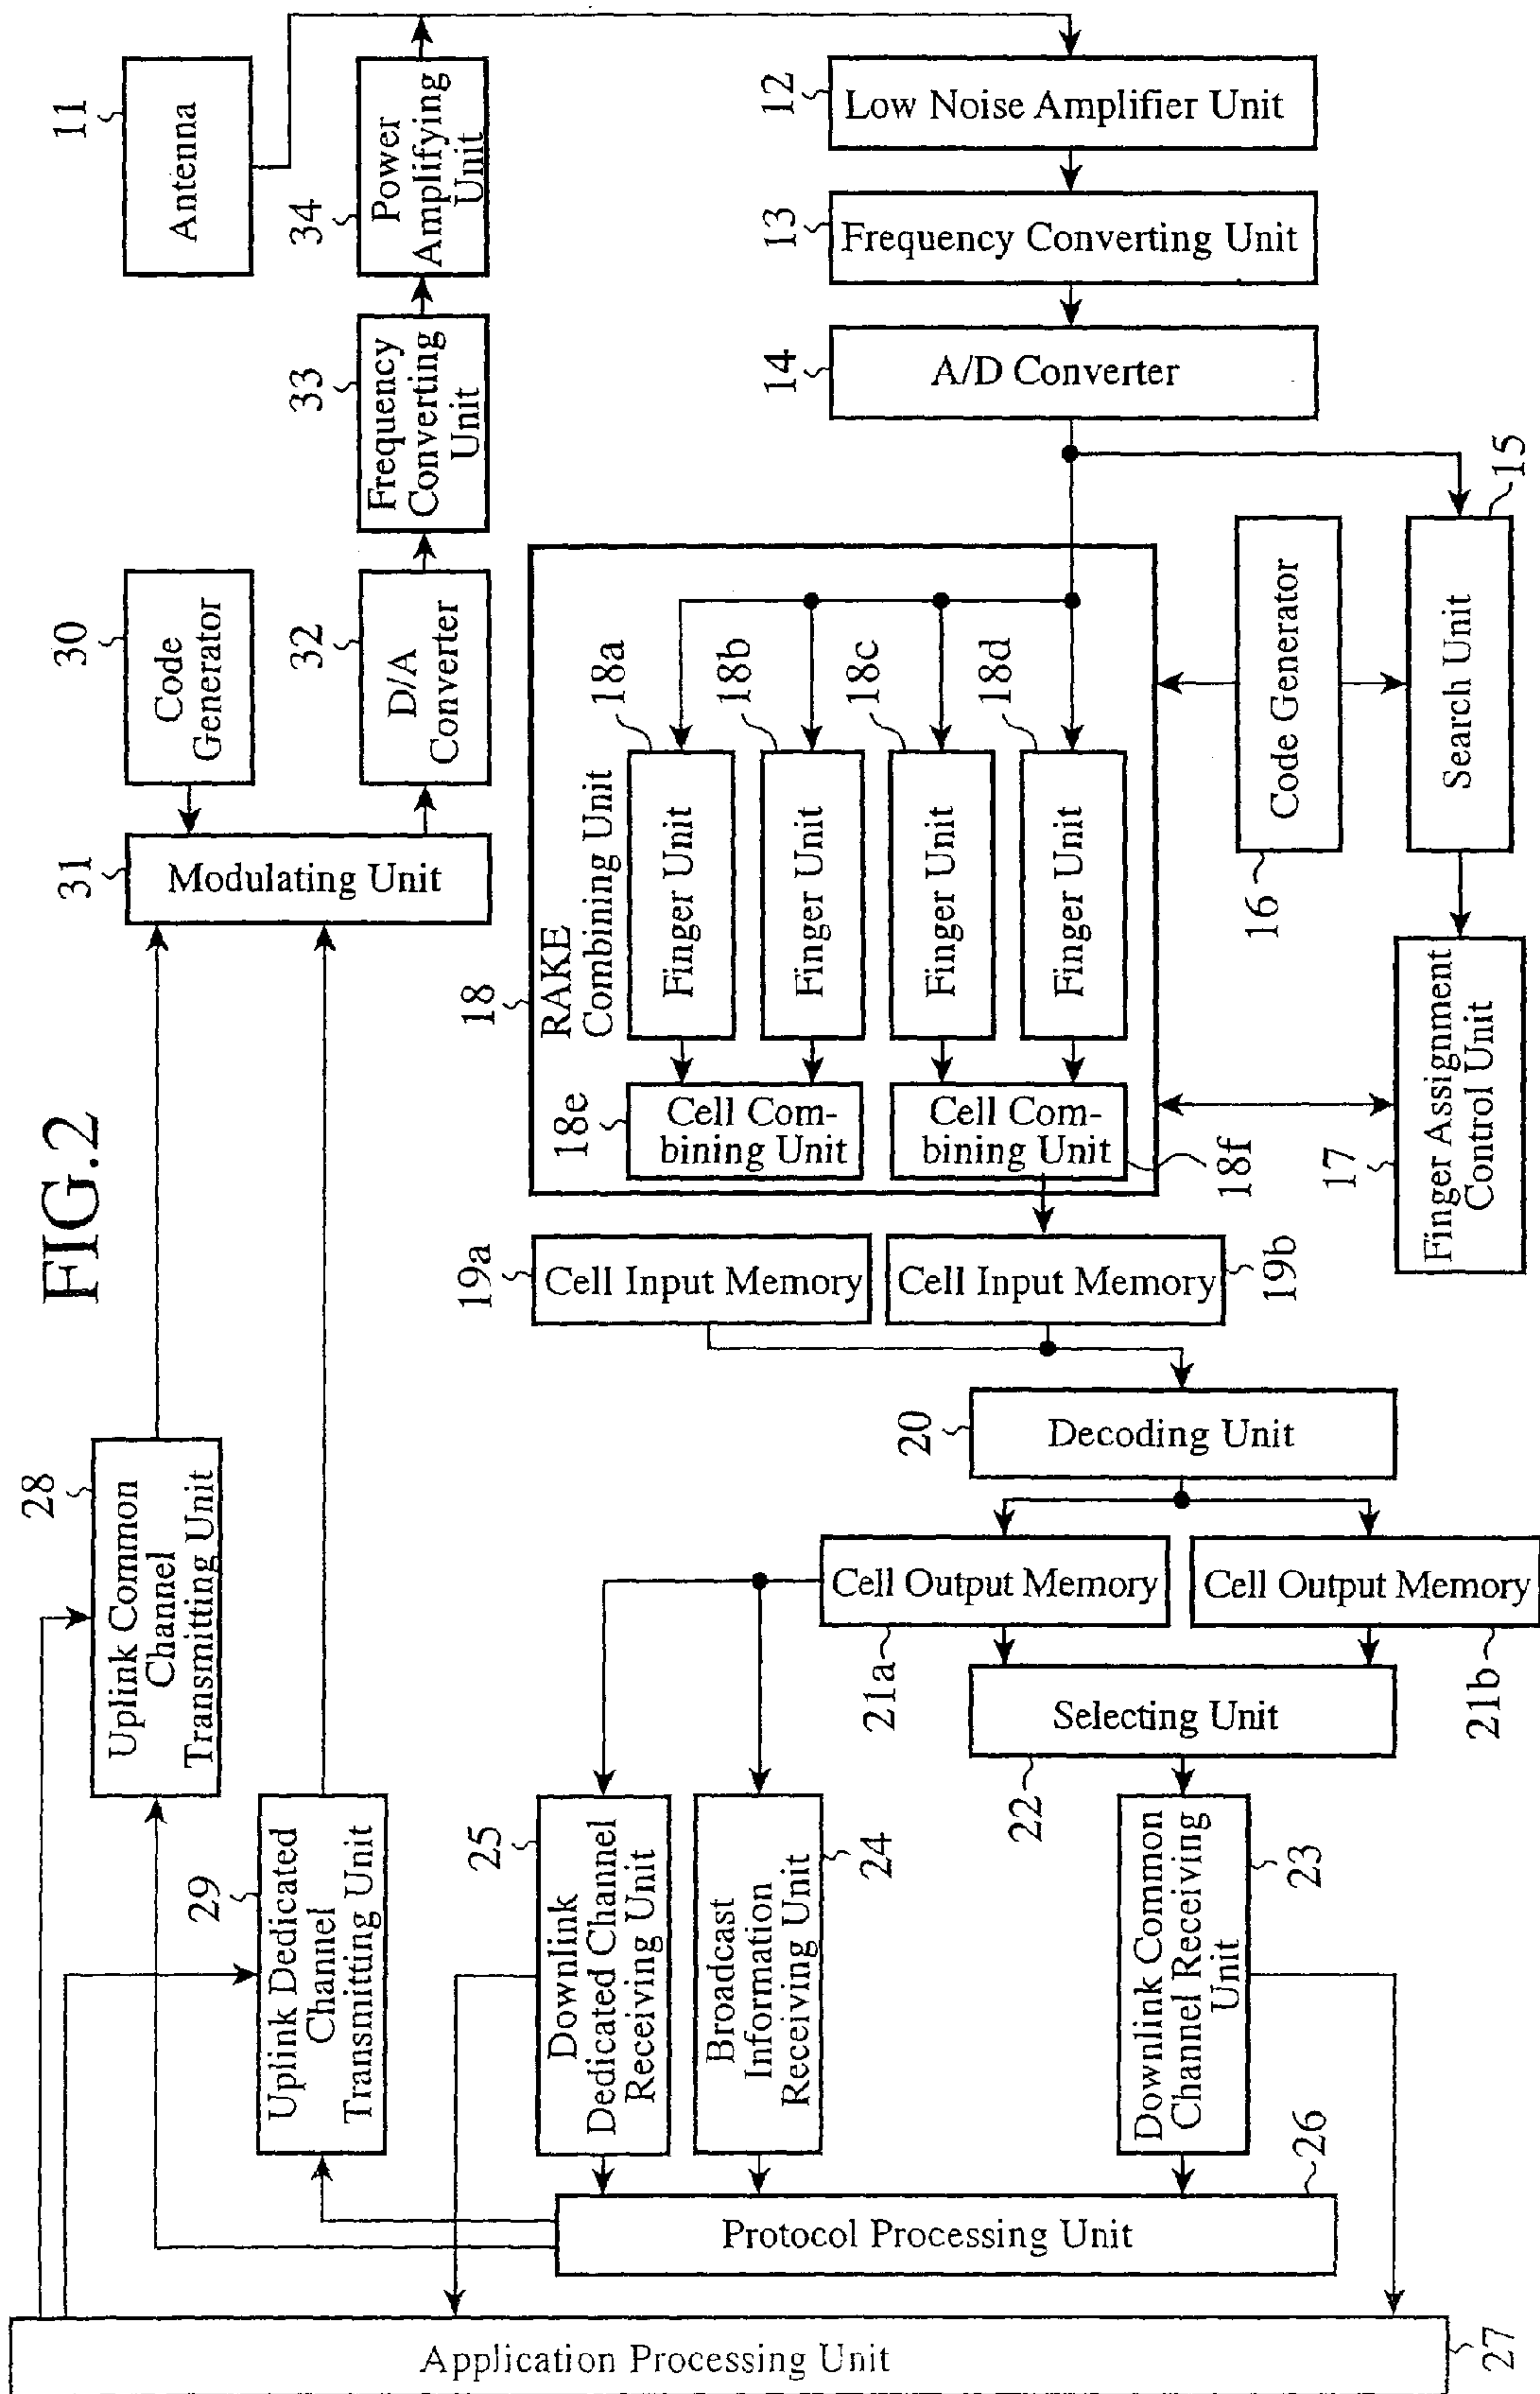 FIG.2
11
Antenna
34
Power
Amplifying
Unit
12
Low Noise Amplifier Unit
13
Frequency Converting Unit
33
Frequency
Converting
Unit
14
A/D Converter
30
Code
Generator
32
D/A
Converter
31
Modulating Unit
18
RAKE
Combining Unit
18a
Finger Unit
18b
Finger Unit
18c
Finger Unit
18d
Finger Unit
18e
Cell Com-
bining Unit
Cell Com-
bining Unit
18f
Code Generator
16
15
Search Unit
17
Finger Assignment
Control Unit
19a
Cell Input Memory
Cell Input Memory
19b
20
Decoding Unit
28
Uplink Common
Channel
Transmitting Unit
29
Uplink Dedicated
Channel
Transmitting Unit
Cell Output Memory
21a
Cell Output Memory
21b
Selecting Unit
22
25
Downlink
Dedicated Channel
Receiving Unit
Broadcast
Information
Receiving Unit
24
Downlink Common
Channel Receiving
Unit
23
26
Protocol Processing Unit
Application Processing Unit
27